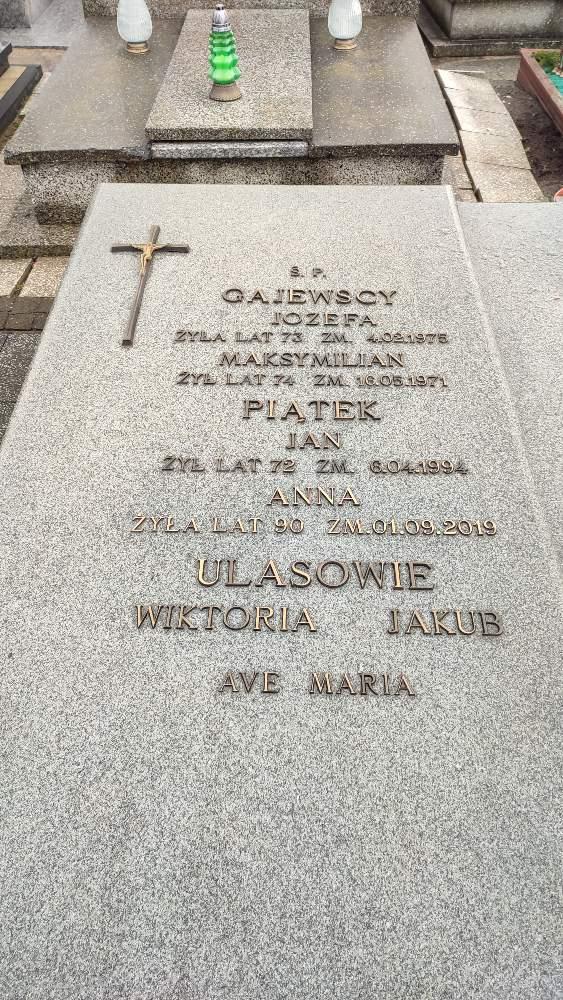 Ś. P.
GAJEWSCY
JÓZEFA
ŻYŁA LAT 73 ZM. 4.02.1975
MAKSYMILIAN
ŻYŁ LAT 74 ZM. 16.05.1971
PIĄTEK
JAN
ŻYŁ LAT 72 ZM. 6.04.1994
ANNA
ŻYŁA LAT 90 ZM.01.09.2019
ULASOWIE
WIKTORIA JAKUB
AVE MARIA